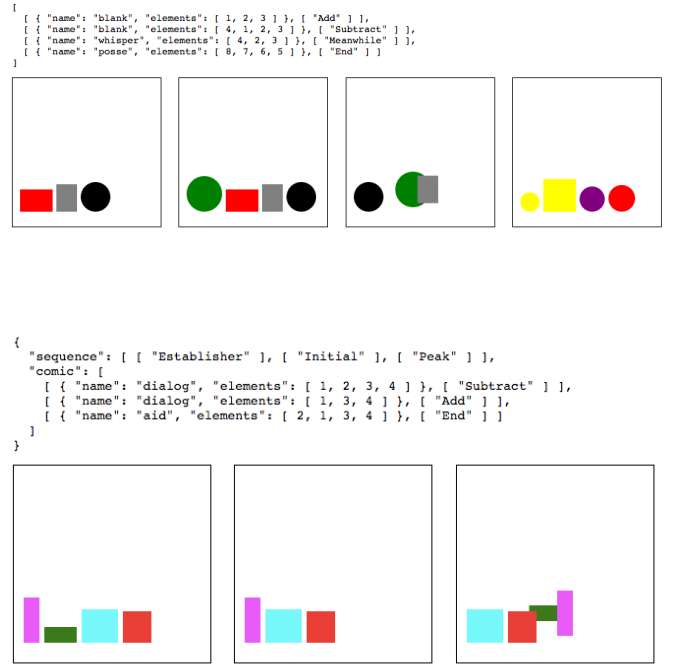 [
[ { "name": "blank", "elements": [ 1, 2, 3 ] }, [ "Add" ] ],
[ { "name": "blank", "elements": [ 4, 1, 2, 3 ] }, [ "Subtract" ] ],
[ { "name": "whisper", "elements": [ 4, 2, 3 ] }, [ "Meanwhile" ] ],
[ { "name": "posse", "elements": [ 8, 7, 6, 5 ] }, [ "End" ] ]
]
{
"sequence": [ [ "Establisher" ], [ "Initial" ], [ "Peak" ] ],
"comic": [
[ { "name": "dialog", "elements": [ 1, 2, 3, 4 ] }, [ "Subtract" ] ],
[ { "name": "dialog", "elements": [ 1, 3, 4 ] }, [ "Add" ] ],
[ { "name": "aid", "elements": [ 2, 1, 3, 4 ] }, [ "End" ] ]
]
}